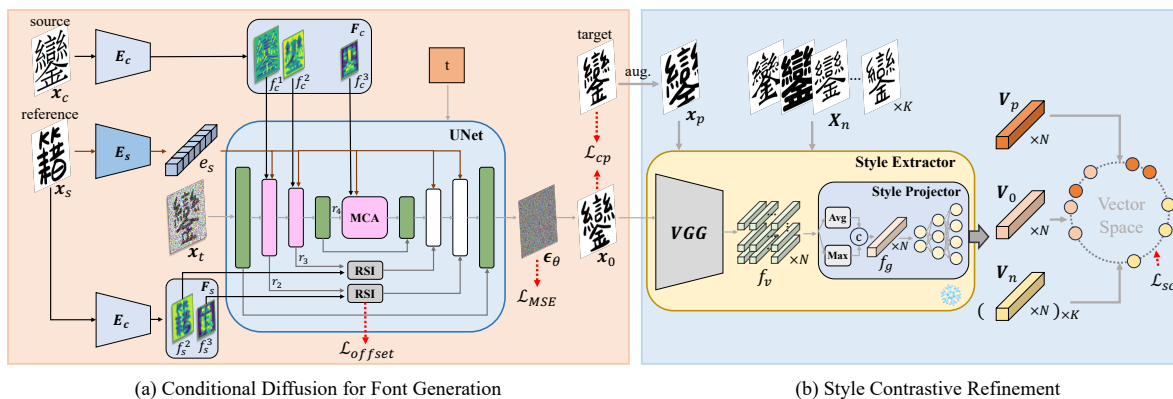 source
x_c
E_c
F_c
f_c^1
f_c^2
f_c^3
t
reference
x_s
E_s
e_s
UNet
x_t
r_4
MCA
r_3
r_2
RSI
RSI
ϵ_θ
ℒ_MSE
E_c
F_s
f_s^2
f_s^3
ℒ_offset
target
鑾
籍
aug.
x_p
X_n
... ×K
ℒ_cp
x_0
Style Extractor
VGG
f_v
×N
Style Projector
Avg
Max
C
f_g
×N
V_p
×N
V_0
×N
V_n
( ×N ) ×K
Vector
Space
ℒ_sc
(a) Conditional Diffusion for Font Generation
(b) Style Contrastive Refinement